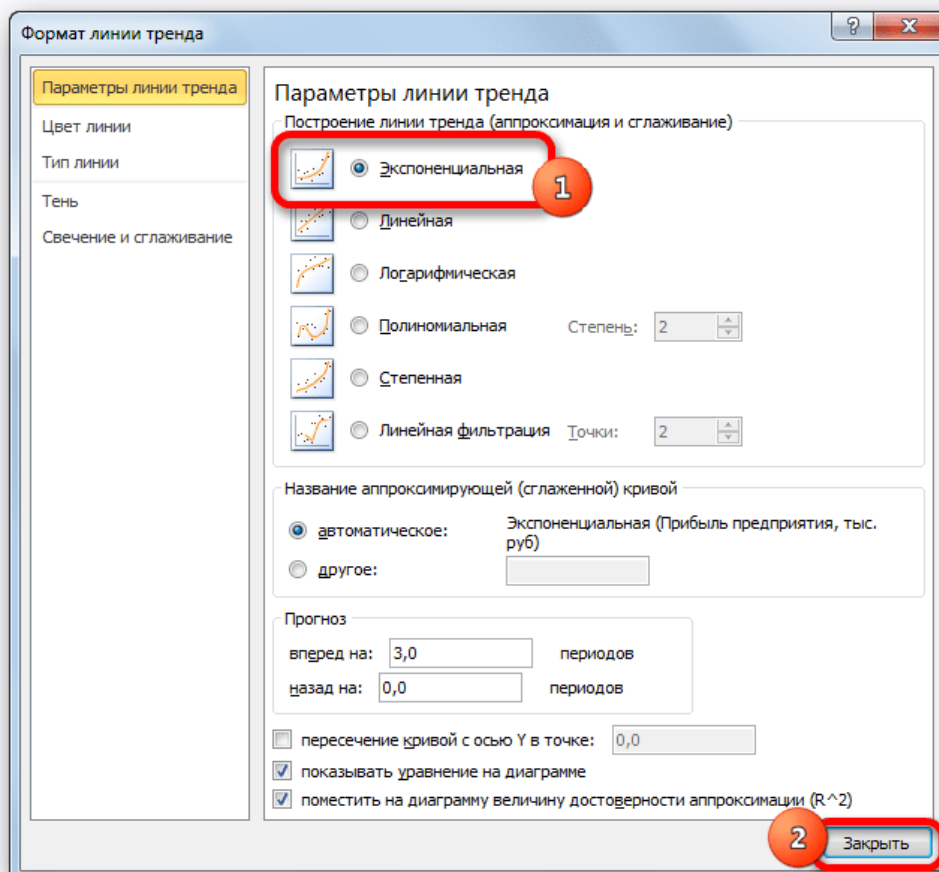 Формат линии тренда
Параметры линии тренда
Цвет линии
Тип линии
Тень
Свечение и сглаживание
Параметры линии тренда
Построение линии тренда (аппроксимация и сглаживание)
Экспоненциальная
1
Линейная
Логарифмическая
Полиномиальная Степень: 2
Степенная
Линейная фильтрация Точки: 2
Название аппроксимирующей (сглаженной) кривой
автоматическое: Экспоненциальная (Прибыль предприятия, тыс.
руб)
другое:
Прогноз
вперед на: 3,0 периодов
назад на: 0,0 периодов
пересечение кривой с осью Y в точке: 0,0
показывать уравнение на диаграмме
поместить на диаграмму величину достоверности аппроксимации (R^2)
2 Закрыть